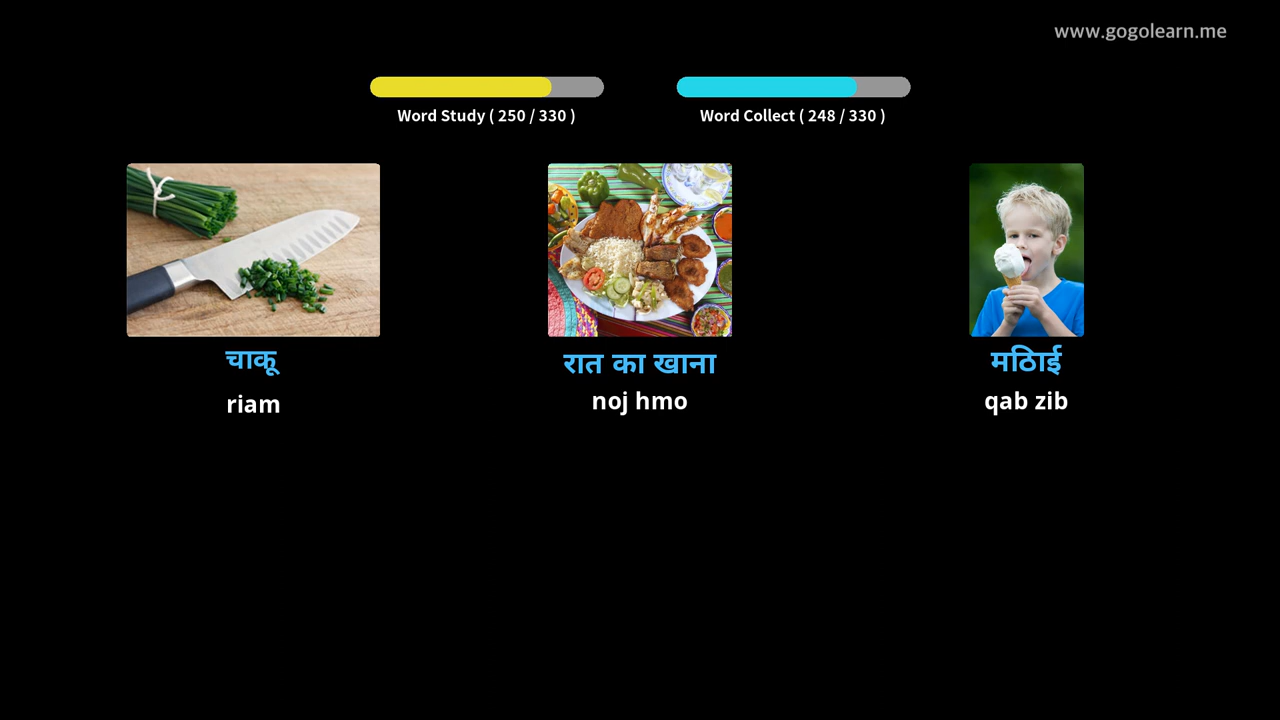 www.gogolearn.me
Word Study ( 250 / 330 )
Word Collect ( 248 / 330 )
चाकू
रात का खाना
मिठाई
riam
noj hmo
qab zib